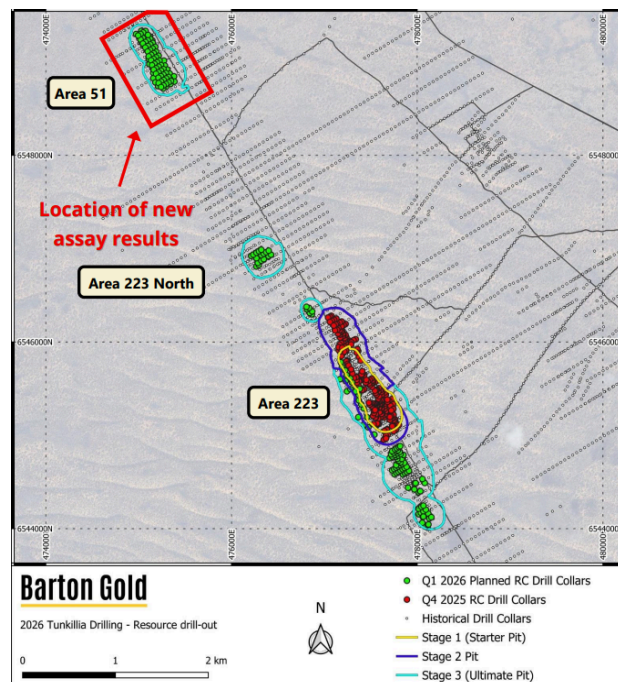 474000E
476000E
478000E
480000E
Area 51
6548000N
6548000N
Location of new
assay results
Area 223 North
6546000N
6546000N
Area 223
6544000N
6544000N
474000E
476000E
478000E
480000E
Barton Gold
2026 Tunkillia Drilling - Resource drill-out
0
1
2 km
N
Q1 2026 Planned RC Drill Collars
Q4 2025 RC Drill Collars
Historical Drill Collars
Stage 1 (Starter Pit)
Stage 2 Pit
Stage 3 (Ultimate Pit)